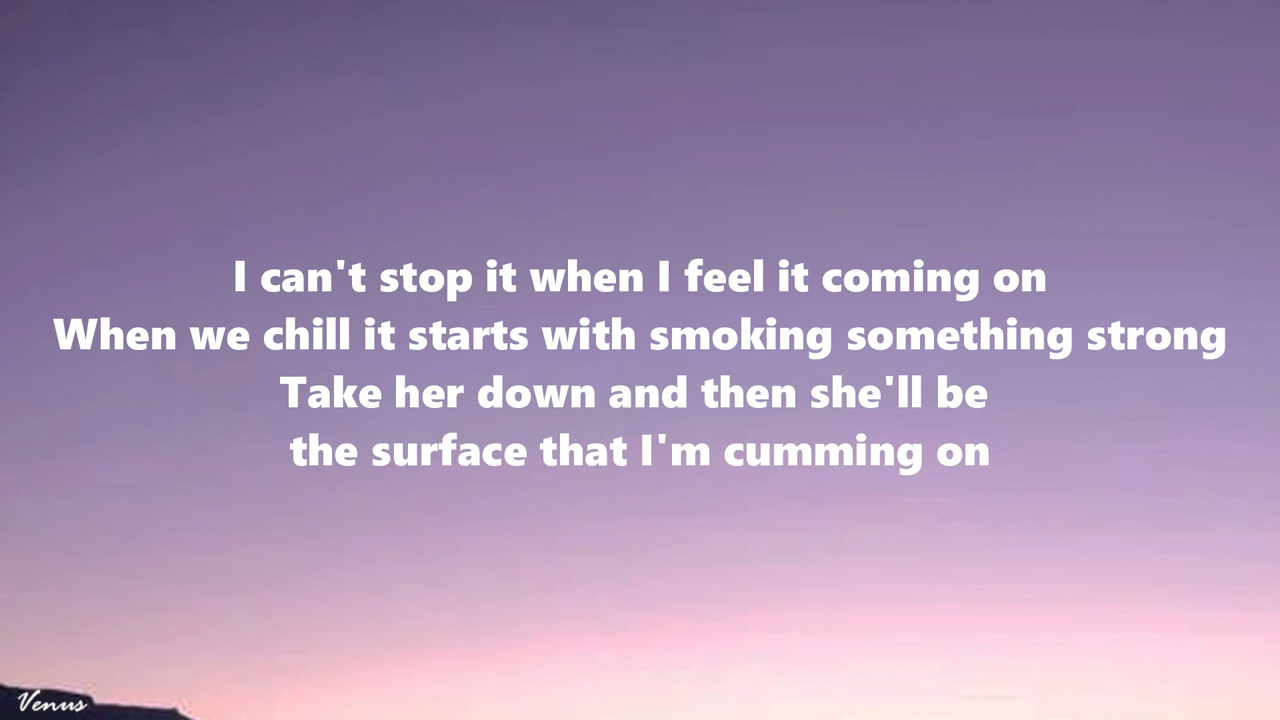 I can't stop it when I feel it coming on
When we chill it starts with smoking something strong
Take her down and then she'll be
the surface that I'm cumming on
Venus